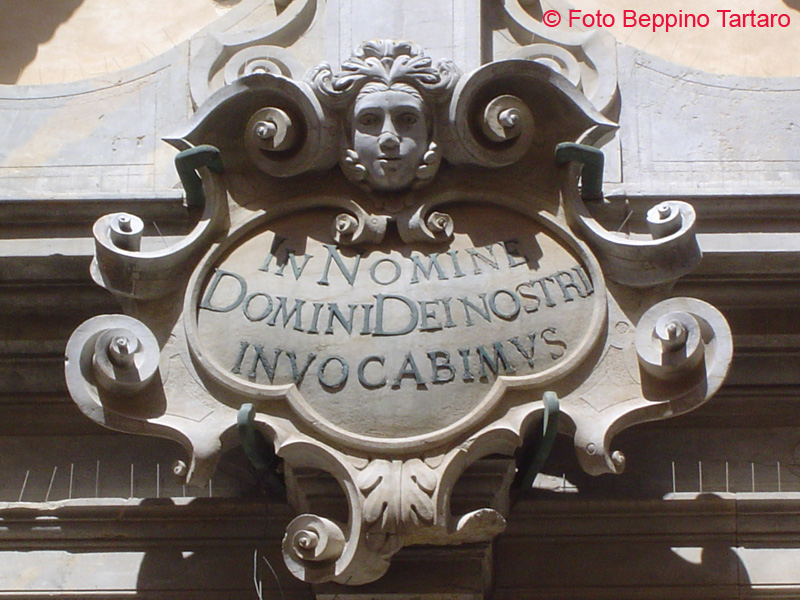 © Foto Beppino Tartaro
IN NOMINE
DOMINI DEI NOSTRI
INVOCABIMVS